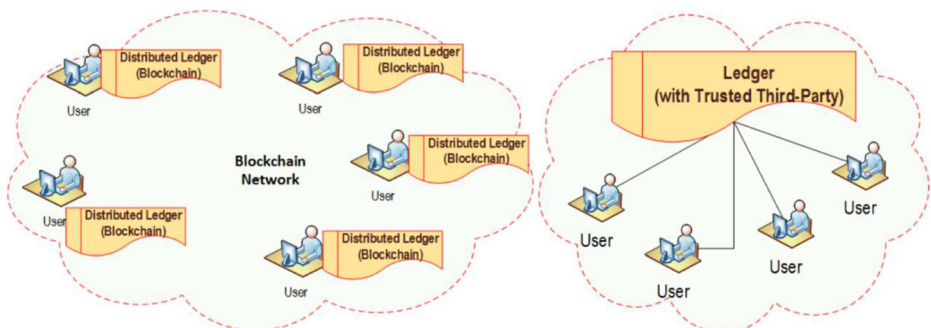 Distributed Ledger
(Blockchain)
User
Distributed Ledger
(Blockchain)
User
Distributed Ledger
(Blockchain)
User
Blockchain
Network
User
Distributed Ledger
(Blockchain)
Distributed Ledger
(Blockchain)
User
Ledger
(with Trusted Third-Party)
User
User
User
User